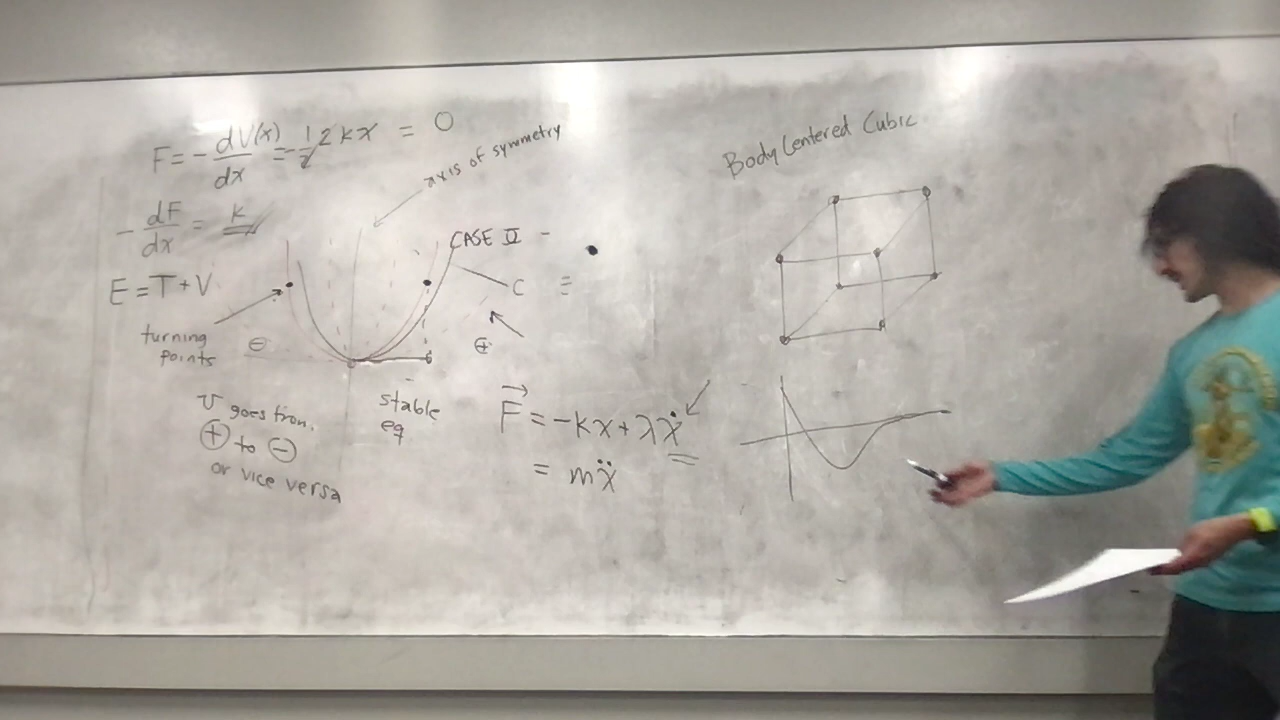 F = - dV(x)/dx = -1/2 2kx = 0
- dF/dx = k
E = T + V
axis of symmetry
CASE II -
C ≡
turning
points
⊖
⊕
v goes from
⊕ to ⊖
or vice versa
stable
eq
F⃗ = -kx + λẋ
= mẍ
Body Centered Cubic